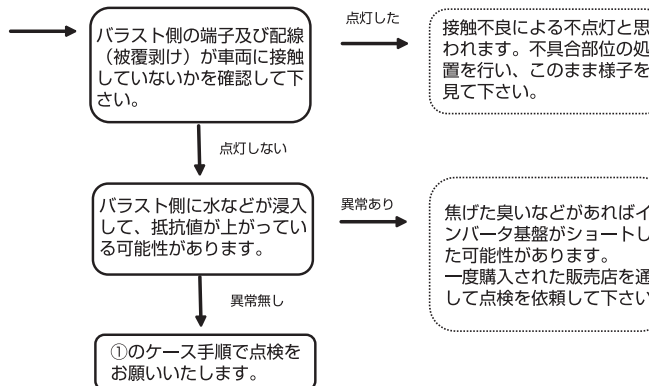 バラスト側の端子及び配線
（被覆剥け）が車両に接触
していないかを確認して下
さい。
点灯した
接触不良による不点灯と思
われます。不具合部位の処
置を行い、このまま様子を
見て下さい。
点灯しない
バラスト側に水などが浸入
して、抵抗値が上がってい
る可能性があります。
異常あり
焦げた臭いなどがあればイ
ンバータ基盤がショートし
た可能性があります。
一度購入された販売店を通
して点検を依頼して下さい
異常無し
①のケース手順で点検を
お願いいたします。